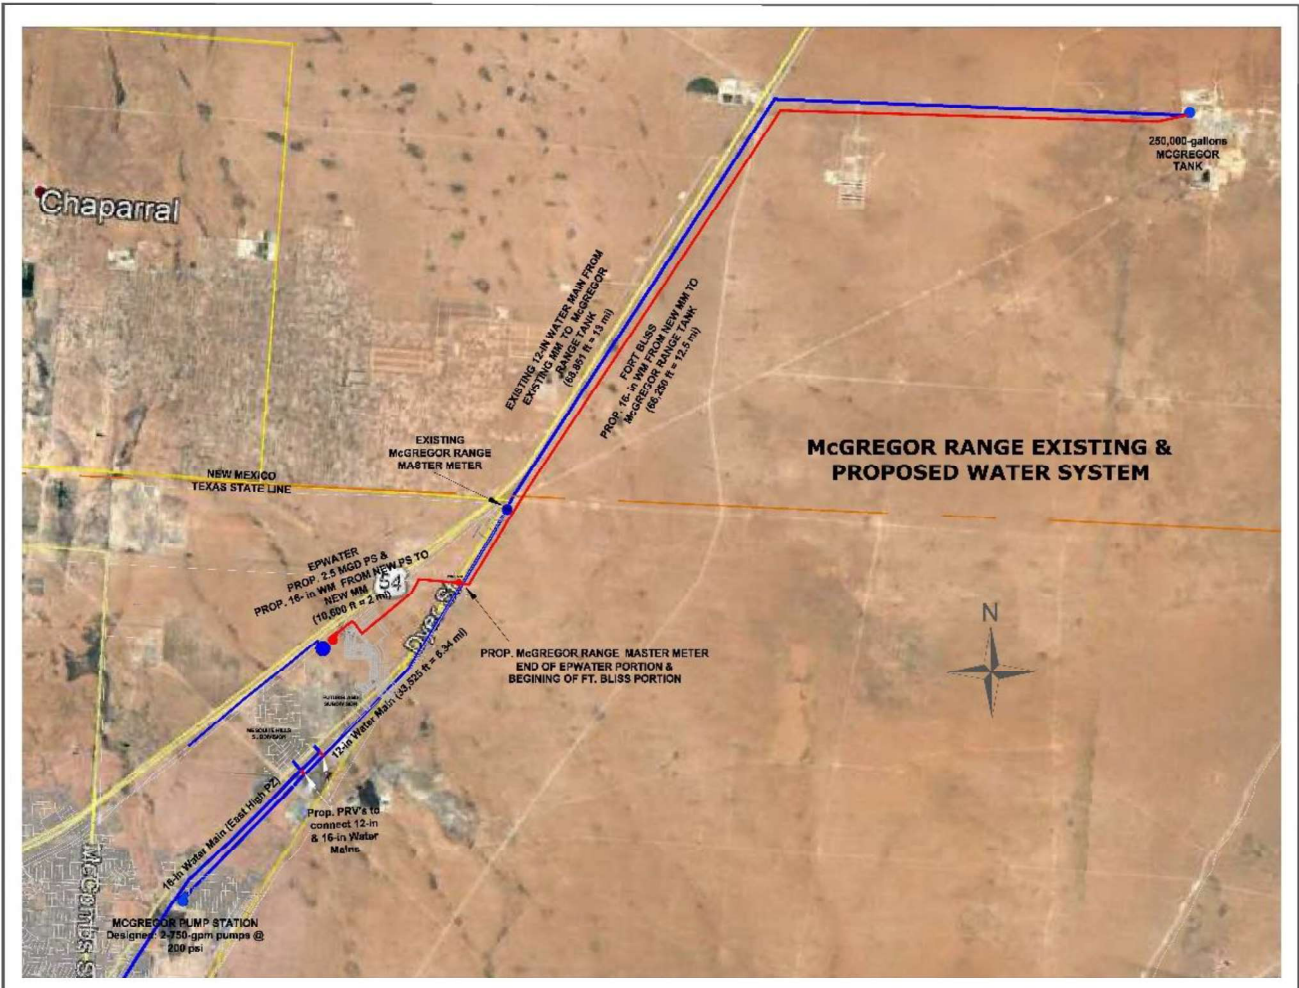 250,000-gallons
MCGREGOR
TANK
Chaparral
EXISTING 12-IN WATER MAIN FROM
EXISTING MM TO McGREGOR
RANGE TANK
(68,851 ft = 13 mi)
FORT BLISS
PROP. 16- in WM FROM NEW MM TO
McGREGOR RANGE TANK
(66,250 ft = 12.5 mi)
McGREGOR RANGE EXISTING &
PROPOSED WATER SYSTEM
EXISTING
McGREGOR RANGE
MASTER METER
NEW MEXICO
TEXAS STATE LINE
EPWATER
PROP. 2.5 MGD PS &
PROP. 16- in WM FROM NEW PS TO
NEW MM
(10,600 ft = 2 mi)
54
Dyer St
N
PROP. McGREGOR RANGE MASTER METER
END OF EPWATER PORTION &
BEGINING OF FT. BLISS PORTION
12-in Water Main (33,525 ft = 6.34 mi)
SUBDIVISION
MESQUITE HILLS
SUBDIVISION
16-in Water Main (East High PZ)
Prop. PRV's to
connect 12-in
& 16-in Water
Mains
McCombs S
MCGREGOR PUMP STATION
Designed: 2-750-gpm pumps @
200 psi